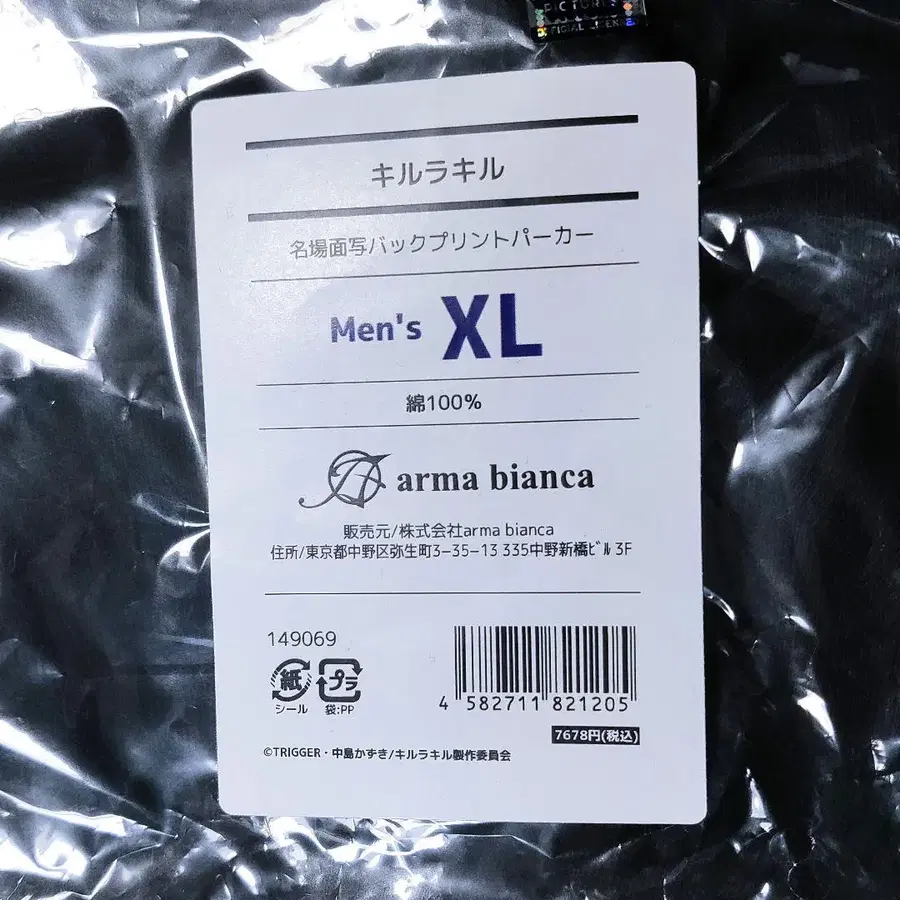 PICTURES
OFFICIAL LICENSE
キルラキル
名場面写バックプリントパーカー
Men's XL
綿100%
arma bianca
販売元/株式会社arma bianca
住所/東京都中野区弥生町3-35-13 335中野新橋ﾋﾞﾙ 3F
149069
紙 プラ
シール 袋:PP
4 582711 821205
7678円(税込)
©TRIGGER・中島かずき/キルラキル製作委員会